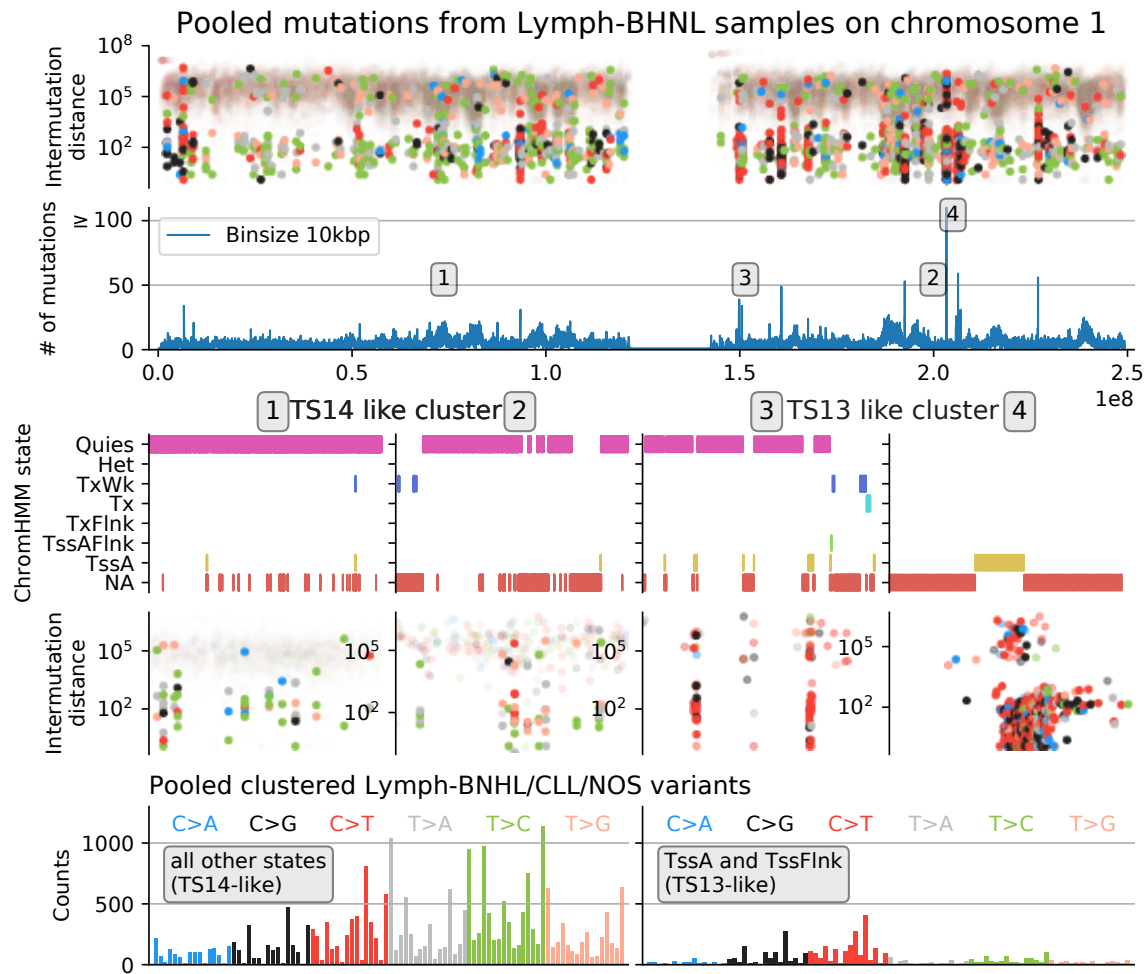 Pooled mutations from Lymph-BHNL samples on chromosome 1
Intermutation
distance
10^8
10^5
10^2
# of mutations
≥ 100
50
0
Binsize 10kbp
1
3
2
4
0.0
0.5
1.0
1.5
2.0
2.5
1e8
1 TS14 like cluster 2
3 TS13 like cluster 4
ChromHMM state
Quies
Het
TxWk
Tx
TxFlnk
TssAFlnk
TssA
NA
Intermutation
distance
10^5
10^2
10^5
10^2
10^5
10^2
10^5
10^2
Pooled clustered Lymph-BNHL/CLL/NOS variants
Counts
1000
500
0
C>A C>G C>T T>A T>C T>G
all other states
(TS14-like)
C>A C>G C>T T>A T>C T>G
TssA and TssFlnk
(TS13-like)